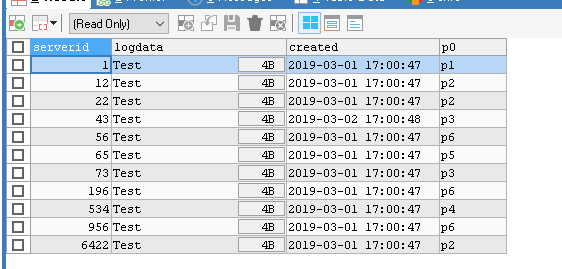 (Read Only)
serverid logdata created p0
1 Test 4B 2019-03-01 17:00:47 p1
12 Test 4B 2019-03-01 17:00:47 p2
22 Test 4B 2019-03-01 17:00:47 p2
43 Test 4B 2019-03-02 17:00:48 p3
56 Test 4B 2019-03-01 17:00:47 p6
65 Test 4B 2019-03-01 17:00:47 p5
73 Test 4B 2019-03-01 17:00:47 p3
196 Test 4B 2019-03-01 17:00:47 p6
534 Test 4B 2019-03-01 17:00:47 p4
956 Test 4B 2019-03-01 17:00:47 p6
6422 Test 4B 2019-03-01 17:00:47 p2